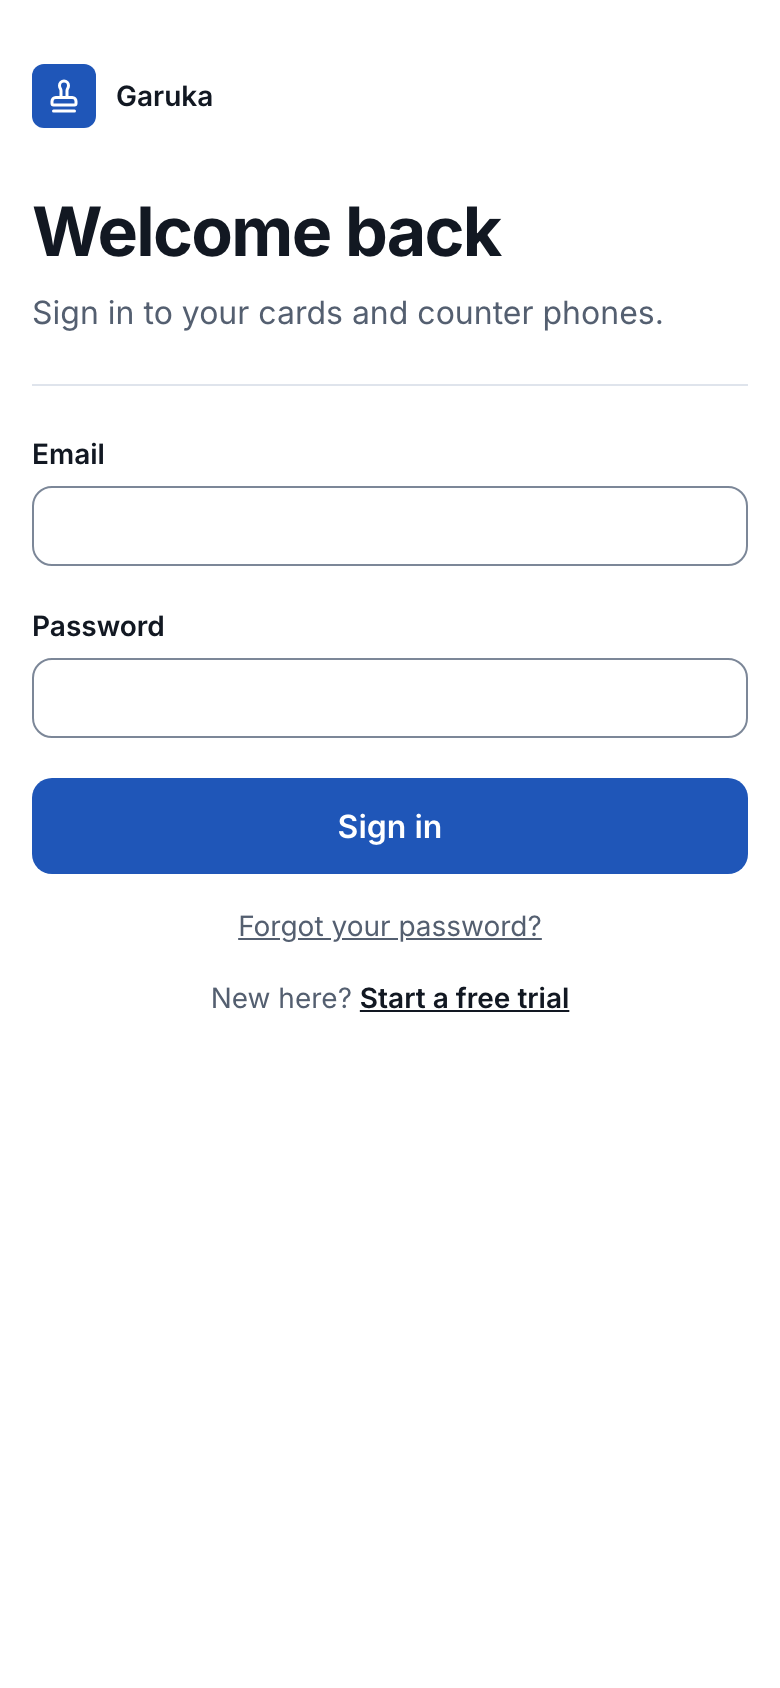 Garuka
Welcome back
Sign in to your cards and counter phones.
Email
Password
Sign in
Forgot your password?
New here? Start a free trial